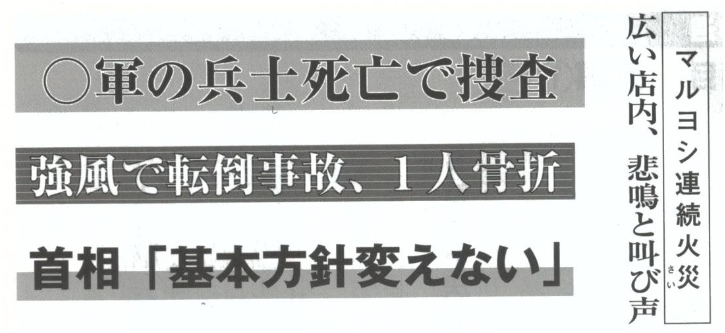 マルヨシ連続火災
さい
広い店内、悲鳴と叫び声
○軍の兵士死亡で捜査
強風で転倒事故、1人骨折
首相「基本方針変えない」